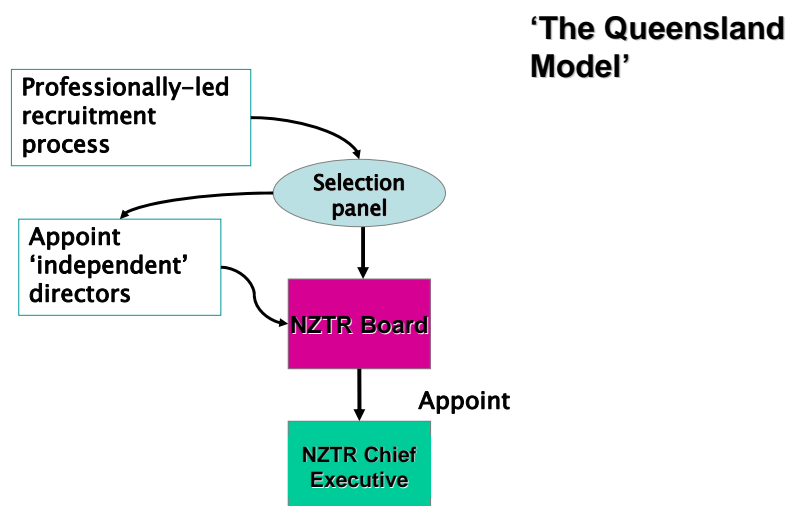 ‘The Queensland
Model’
Professionally-led
recruitment
process
Selection
panel
Appoint
‘independent’
directors
NZTR Board
Appoint
NZTR Chief
Executive